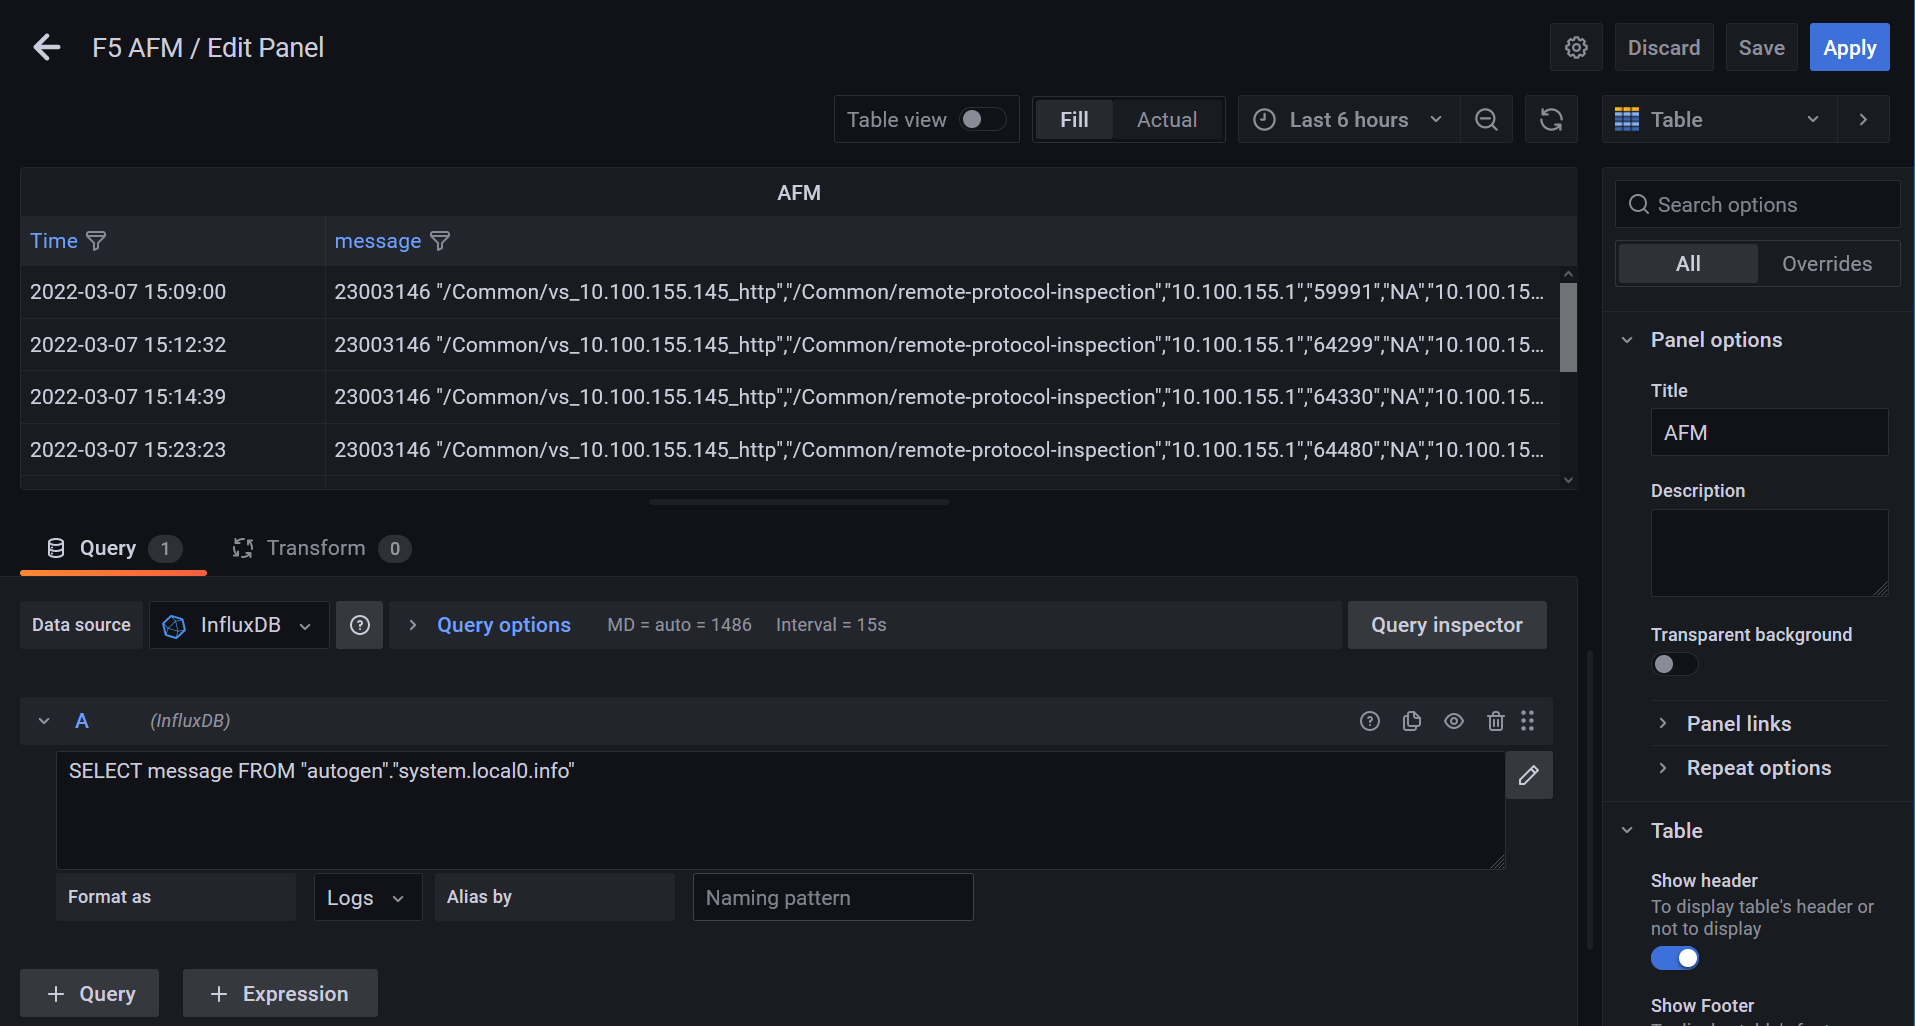 F5 AFM / Edit Panel
Discard
Save
Apply
Table view
Fill
Actual
Last 6 hours
Table
AFM
Time
message
2022-03-07 15:09:00
23003146 "/Common/vs_10.100.155.145_http","/Common/remote-protocol-inspection","10.100.155.1","59991","NA","10.100.15...
2022-03-07 15:12:32
23003146 "/Common/vs_10.100.155.145_http","/Common/remote-protocol-inspection","10.100.155.1","64299","NA","10.100.15...
2022-03-07 15:14:39
23003146 "/Common/vs_10.100.155.145_http","/Common/remote-protocol-inspection","10.100.155.1","64330","NA","10.100.15...
2022-03-07 15:23:23
23003146 "/Common/vs_10.100.155.145_http","/Common/remote-protocol-inspection","10.100.155.1","64480","NA","10.100.15...
Query 1
Transform 0
Data source
InfluxDB
Query options
MD = auto = 1486
Interval = 15s
Query inspector
A
(InfluxDB)
SELECT message FROM "autogen"."system.local0.info"
Format as
Logs
Alias by
Naming pattern
+ Query
+ Expression
Search options
All
Overrides
Panel options
Title
AFM
Description
Transparent background
Panel links
Repeat options
Table
Show header
To display table's header or
not to display
Show Footer